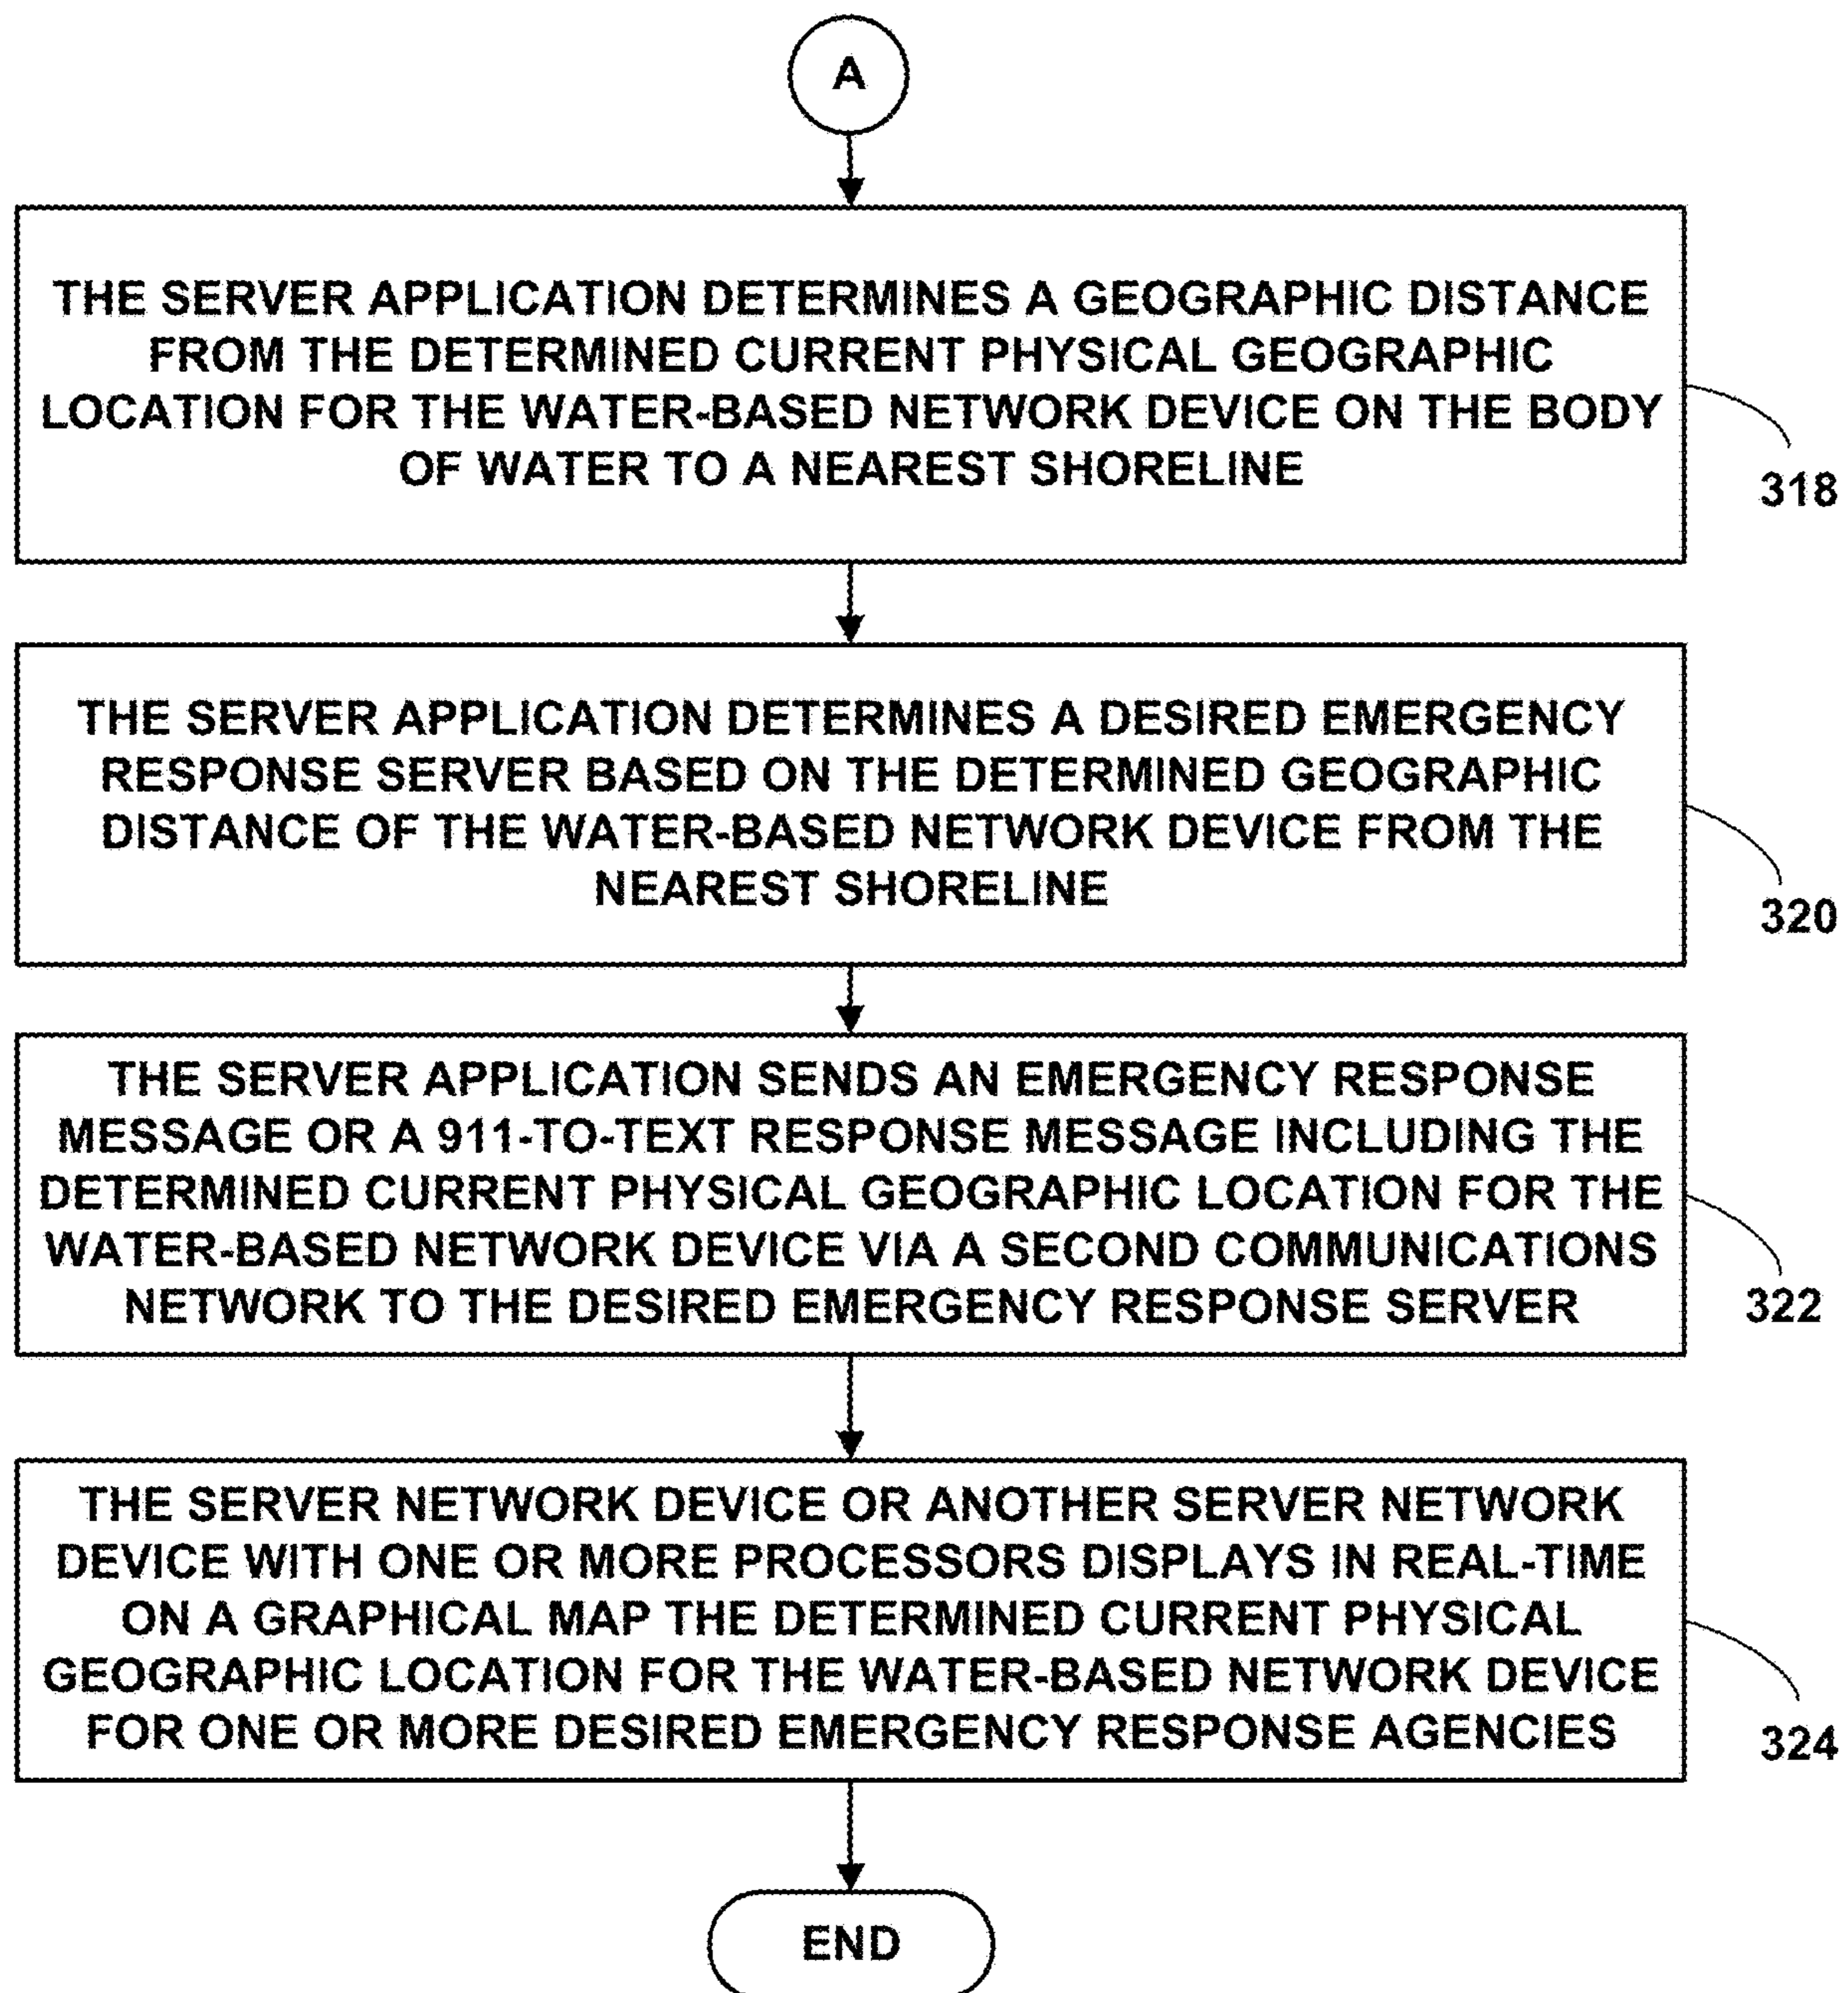 A
THE SERVER APPLICATION DETERMINES A GEOGRAPHIC DISTANCE
FROM THE DETERMINED CURRENT PHYSICAL GEOGRAPHIC
LOCATION FOR THE WATER-BASED NETWORK DEVICE ON THE BODY
OF WATER TO A NEAREST SHORELINE
318
THE SERVER APPLICATION DETERMINES A DESIRED EMERGENCY
RESPONSE SERVER BASED ON THE DETERMINED GEOGRAPHIC
DISTANCE OF THE WATER-BASED NETWORK DEVICE FROM THE
NEAREST SHORELINE
320
THE SERVER APPLICATION SENDS AN EMERGENCY RESPONSE
MESSAGE OR A 911-TO-TEXT RESPONSE MESSAGE INCLUDING THE
DETERMINED CURRENT PHYSICAL GEOGRAPHIC LOCATION FOR THE
WATER-BASED NETWORK DEVICE VIA A SECOND COMMUNICATIONS
NETWORK TO THE DESIRED EMERGENCY RESPONSE SERVER
322
THE SERVER NETWORK DEVICE OR ANOTHER SERVER NETWORK
DEVICE WITH ONE OR MORE PROCESSORS DISPLAYS IN REAL-TIME
ON A GRAPHICAL MAP THE DETERMINED CURRENT PHYSICAL
GEOGRAPHIC LOCATION FOR THE WATER-BASED NETWORK DEVICE
FOR ONE OR MORE DESIRED EMERGENCY RESPONSE AGENCIES
324
END